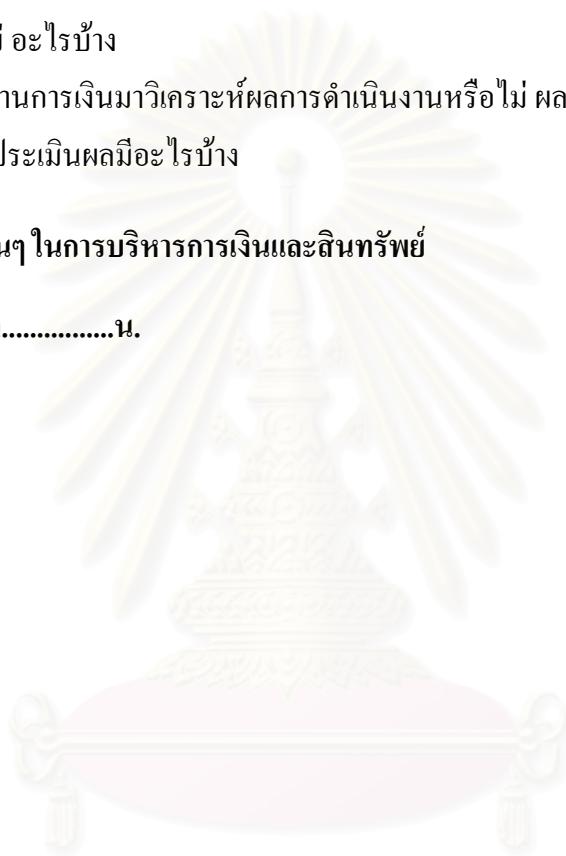 อะไรบ้าง
านการเงินมาวิเคราะห์ผลการดำเนินงานหรือไม่ ผล
ประเมินผลมีอะไรบ้าง
นๆ ในการบริหารการเงินและสินทรัพย์
................น.